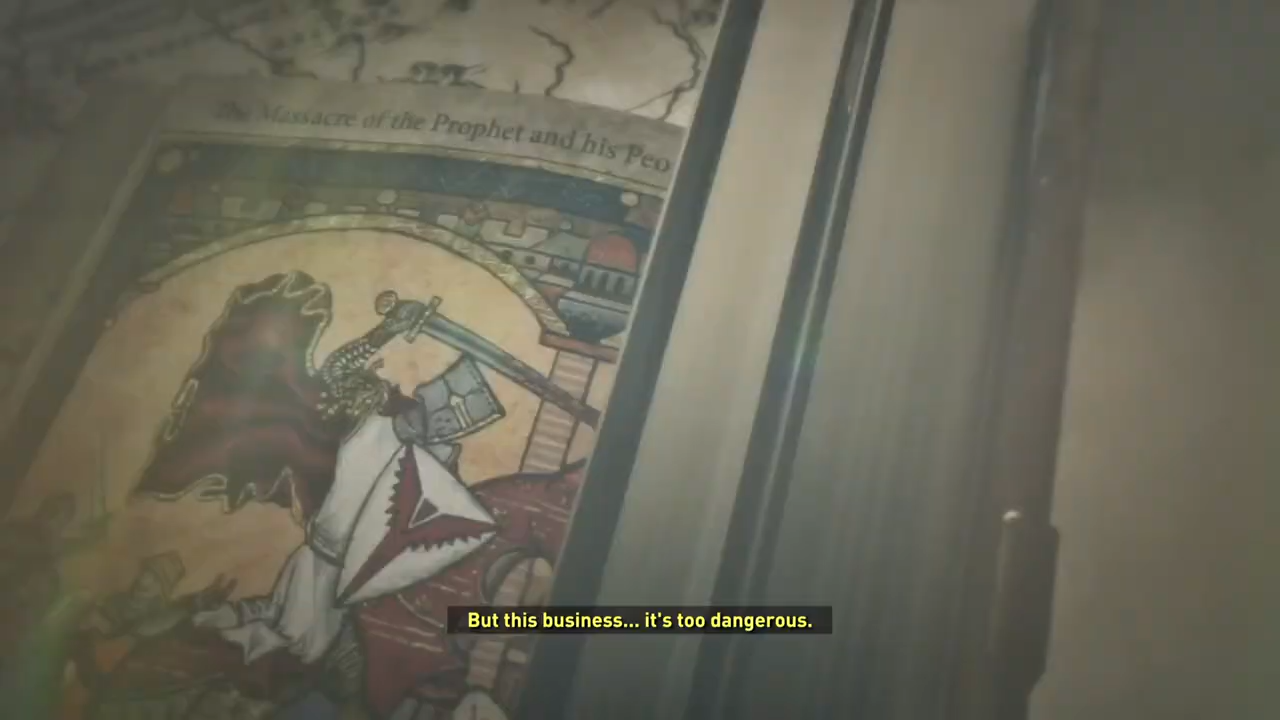 The Massacre of the Prophet and his Peo
But this business... it's too dangerous.